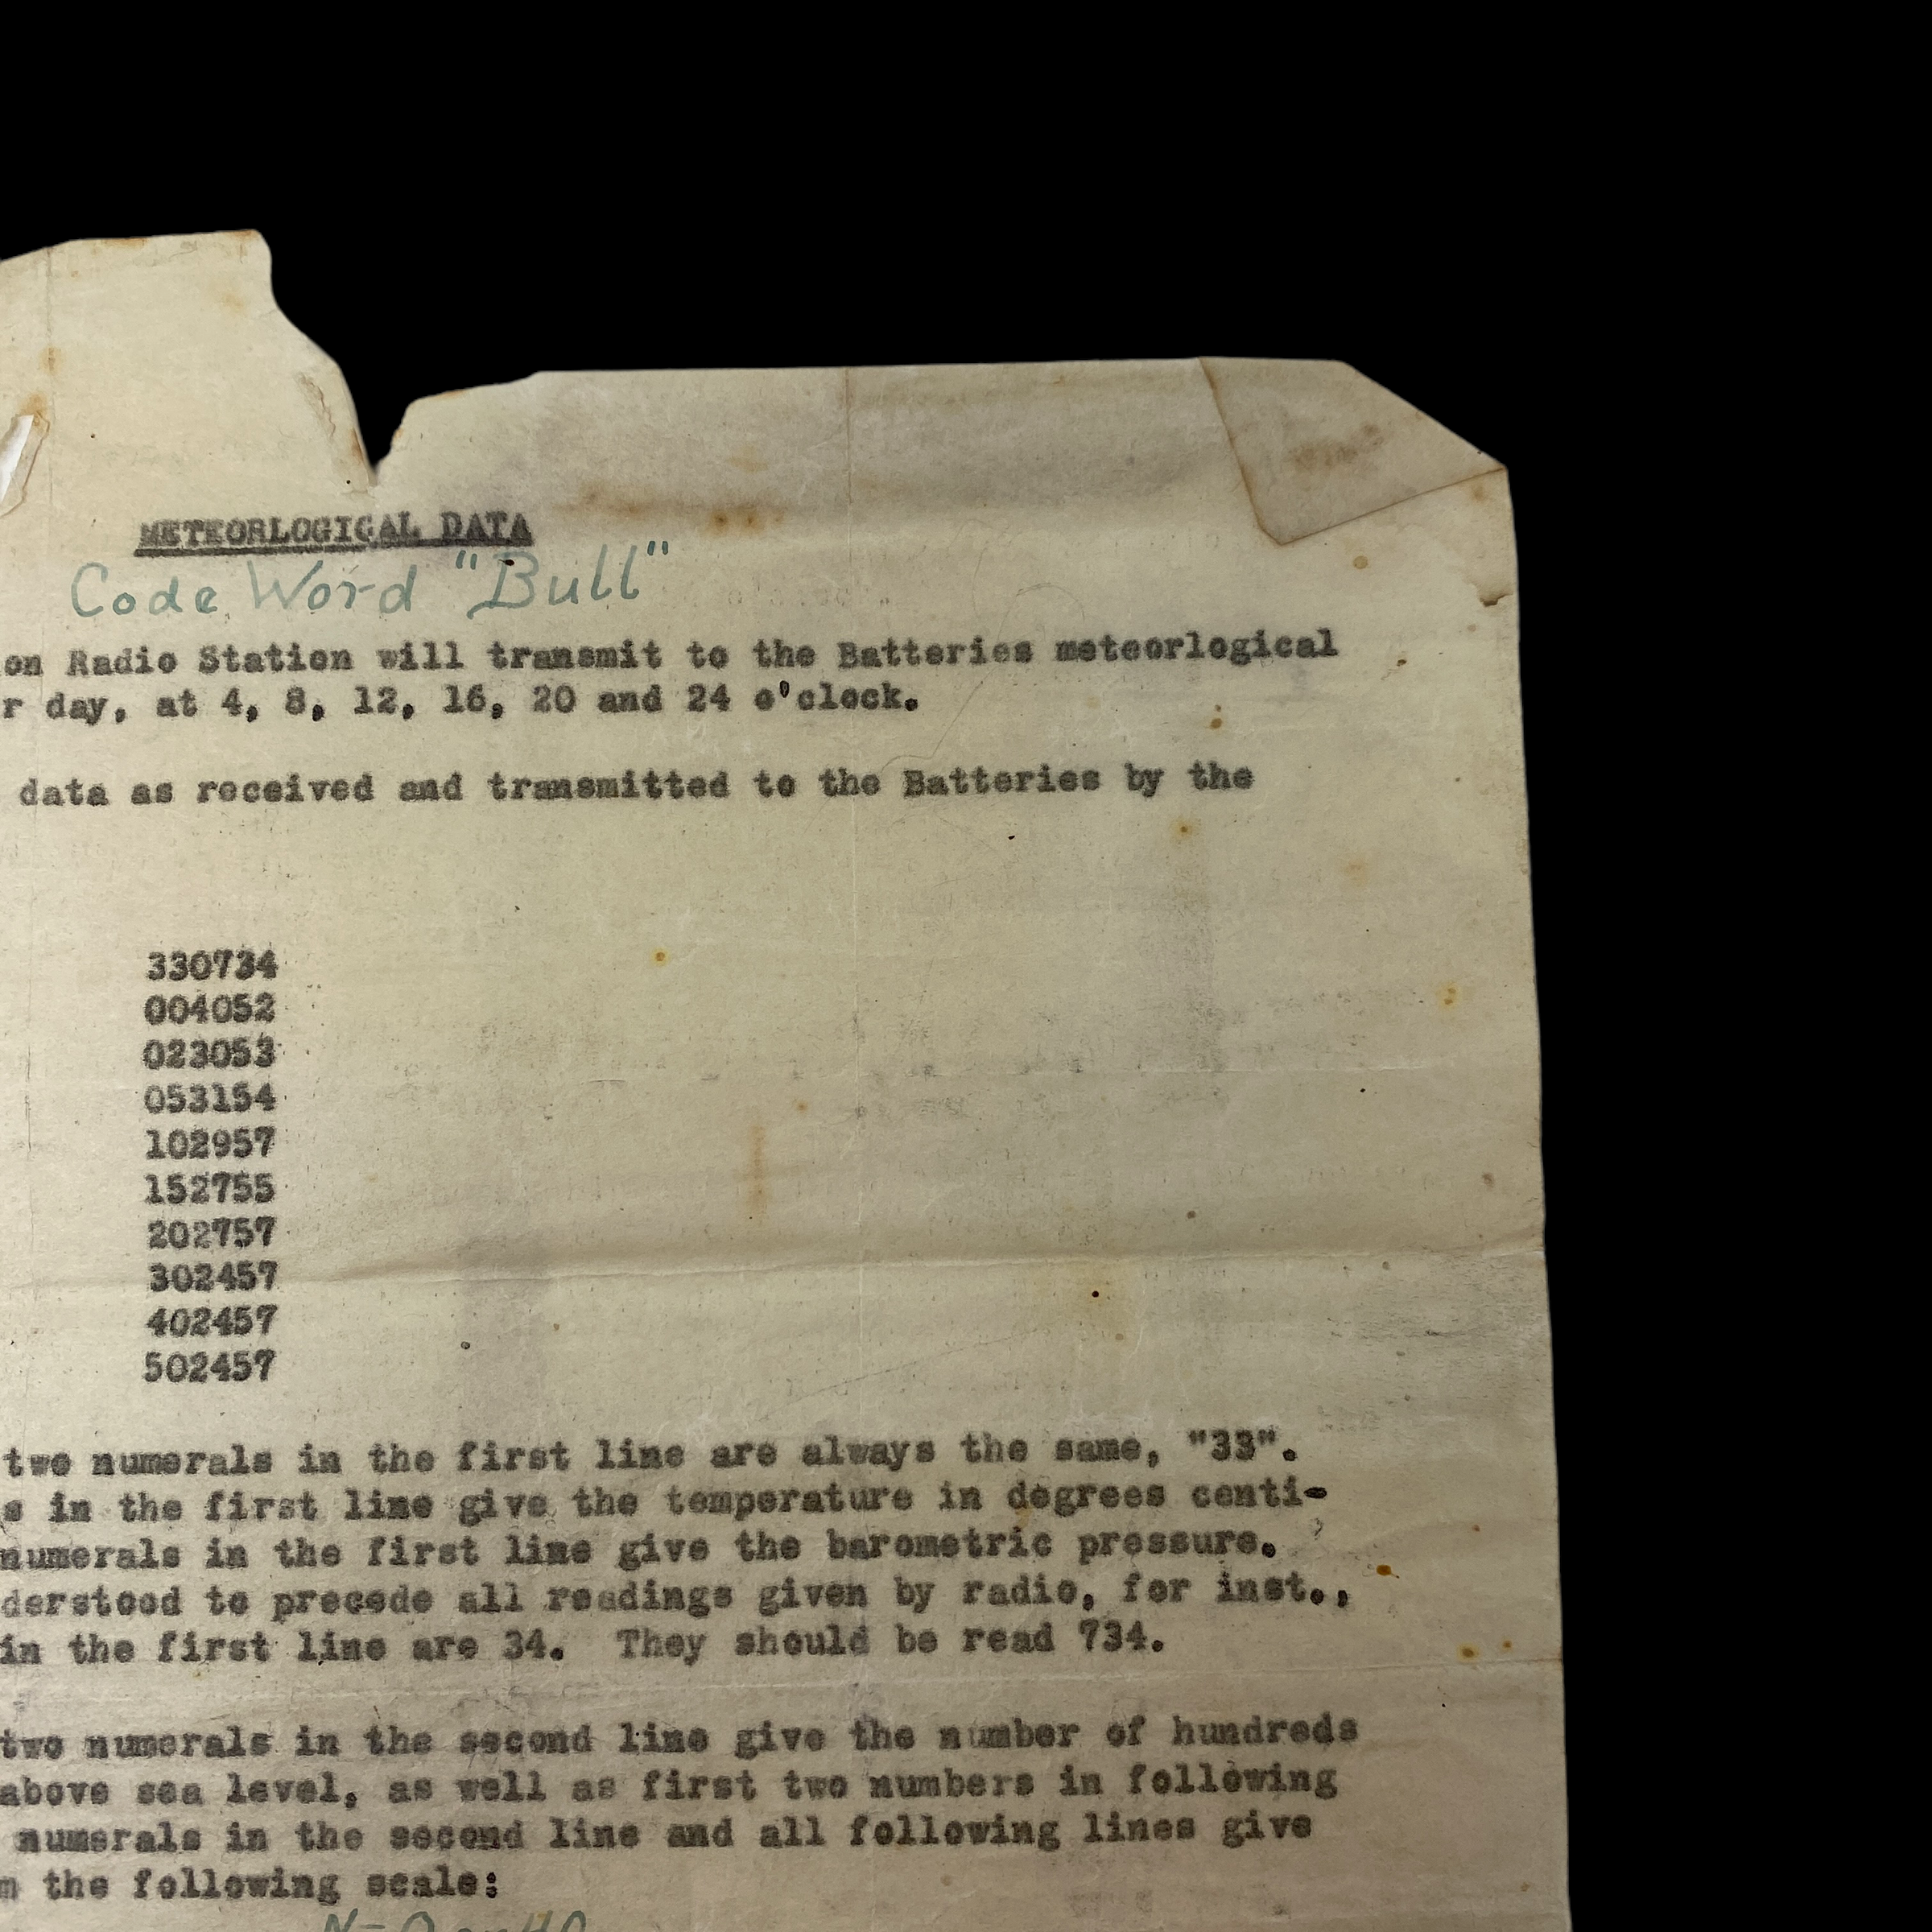 METEORLOGICAL DATA
Code Word "Bull"
on Radio Station will transmit to the Batteries meteorlogical
r day, at 4, 8, 12, 16, 20 and 24 o'clock.
data as received and transmitted to the Batteries by the
330734
004052
023053
053154
102957
152755
202757
302457
402457
502457
two numerals in the first line are always the same, "33".
s in the first line give the temperature in degrees centi-
numerals in the first line give the barometric pressure.
derstood to precede all readings given by radio, for inst.,
in the first line are 34. They should be read 734.
two numerals in the second line give the number of hundreds
above sea level, as well as first two numbers in following
numerals in the second line and all following lines give
m the following scale: